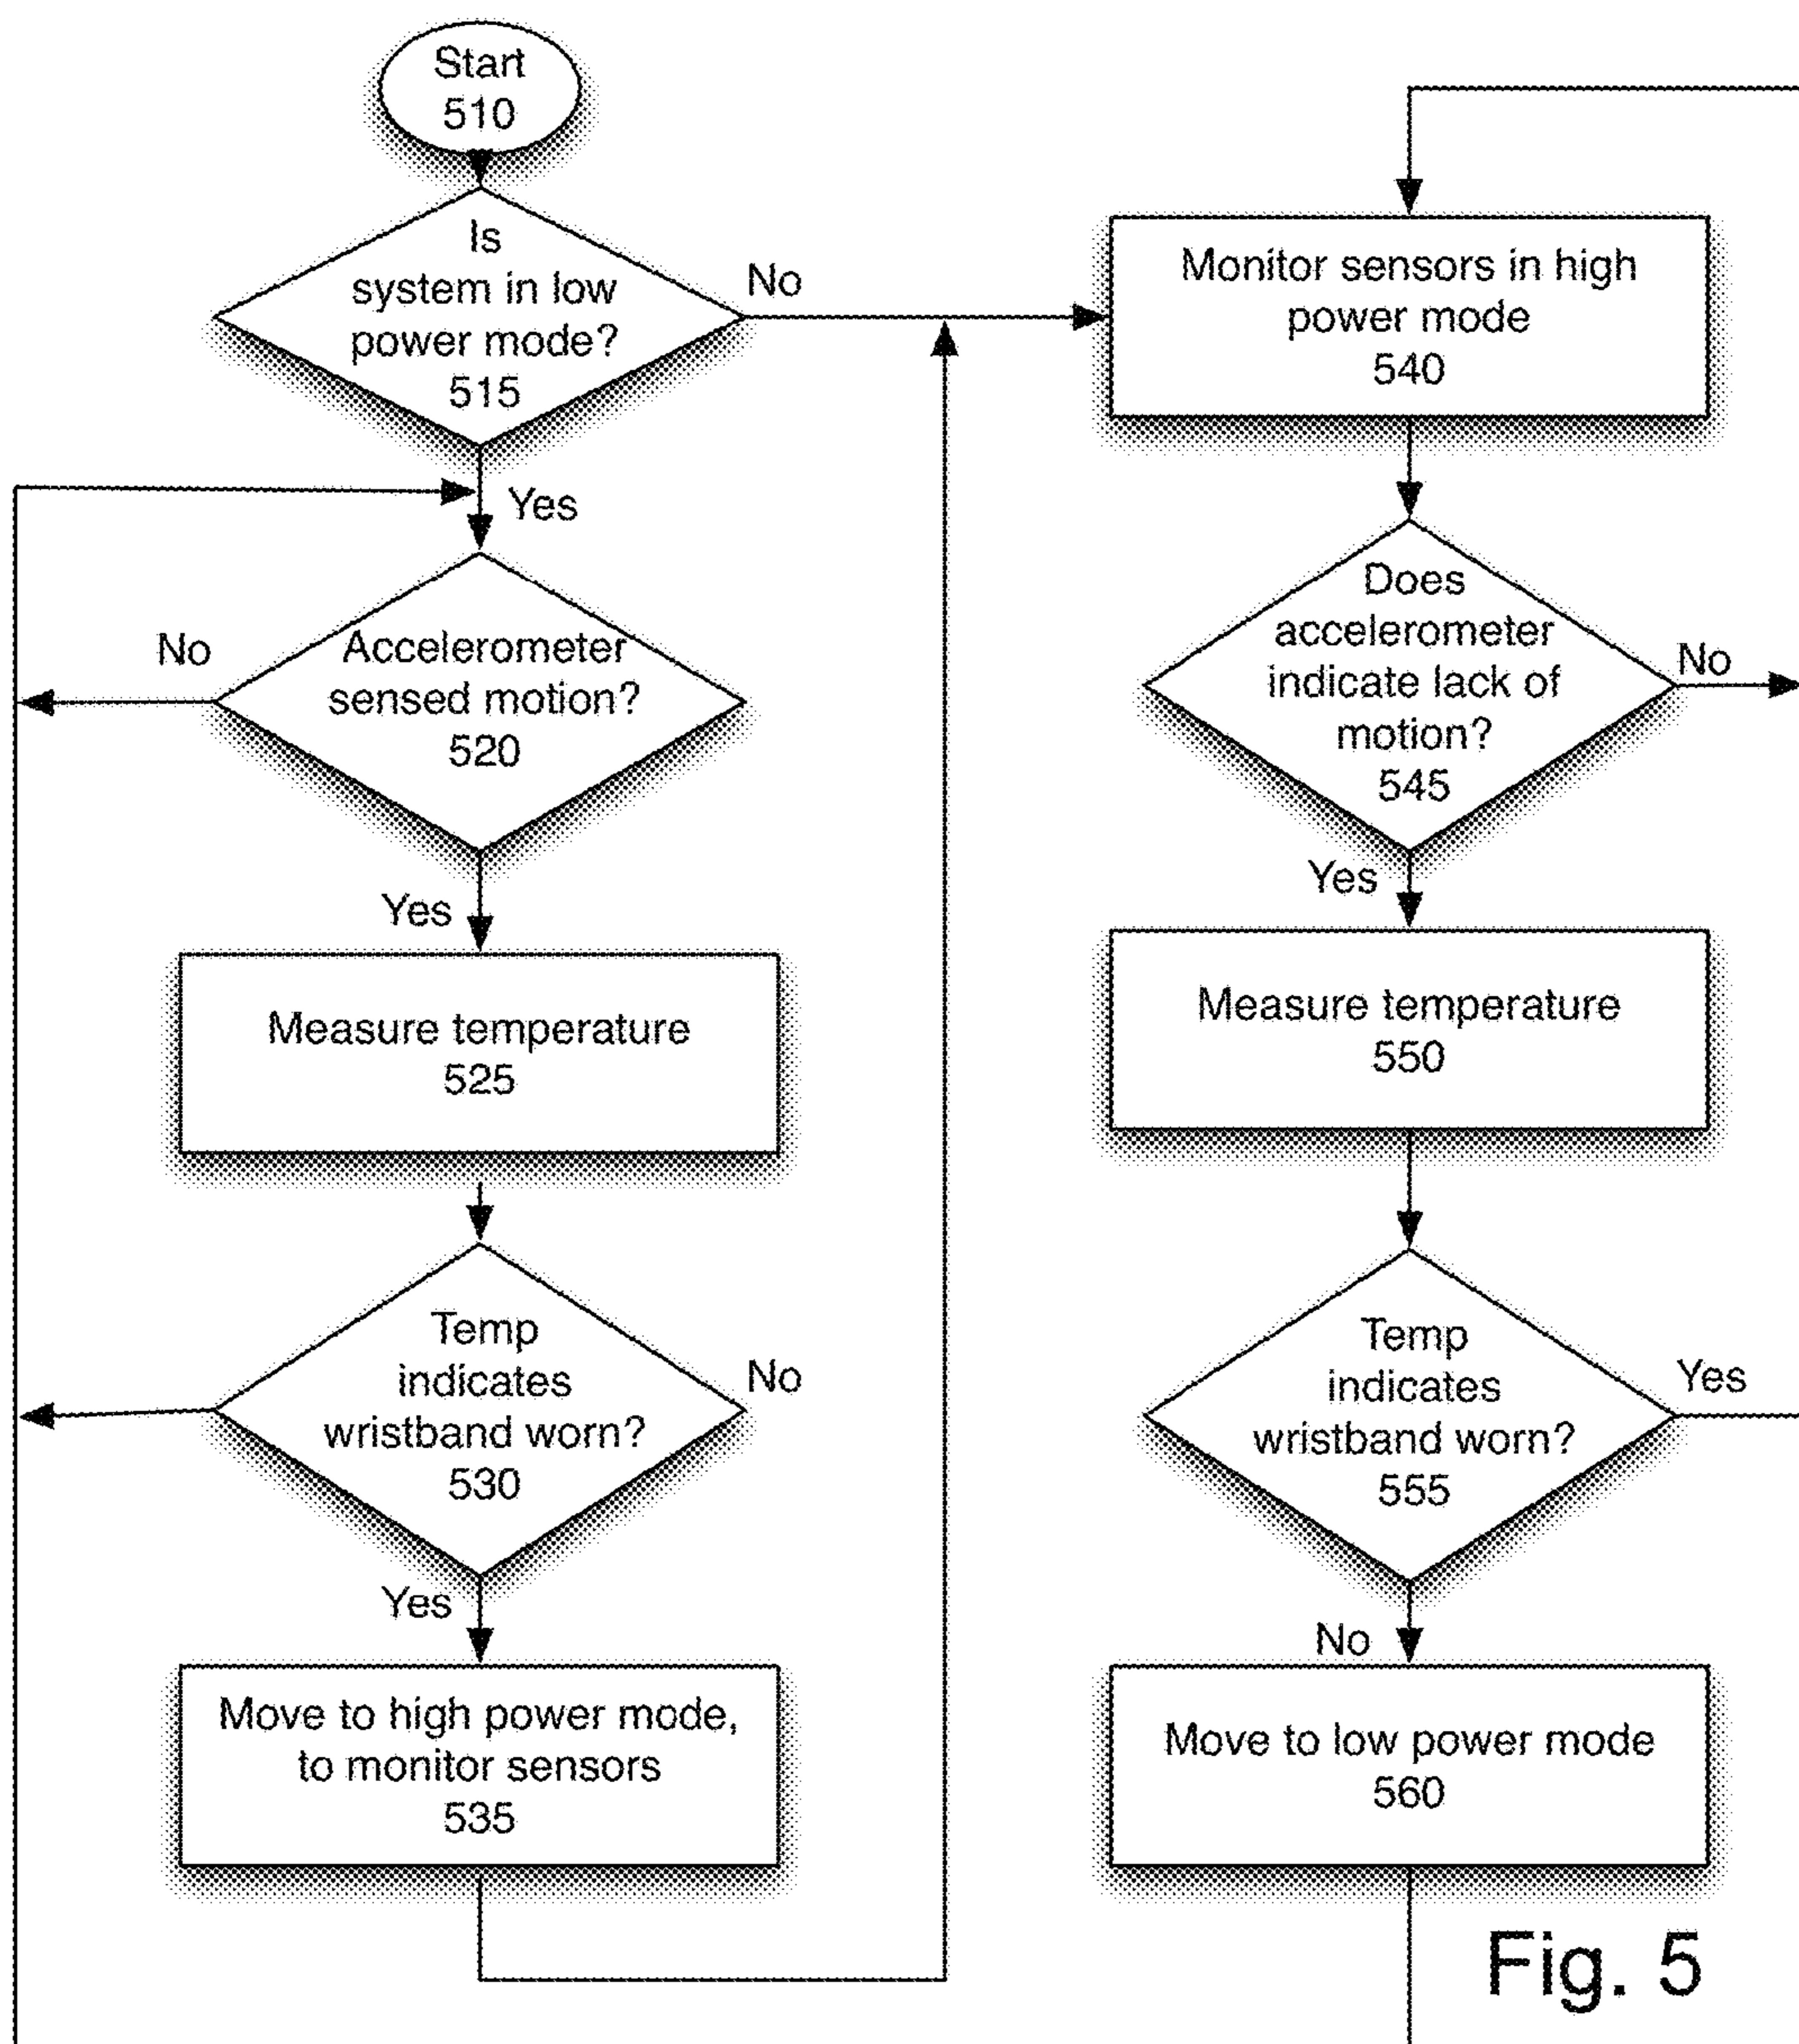 Start
510
Is
system in low
power mode?
515
No
Yes
Accelerometer
sensed motion?
520
No
Yes
Measure temperature
525
Temp
indicates
wristband worn?
530
No
Yes
Move to high power mode,
to monitor sensors
535
Monitor sensors in high
power mode
540
Does
accelerometer
indicate lack of
motion?
545
No
Yes
Measure temperature
550
Temp
indicates
wristband worn?
555
Yes
No
Move to low power mode
560
Fig. 5